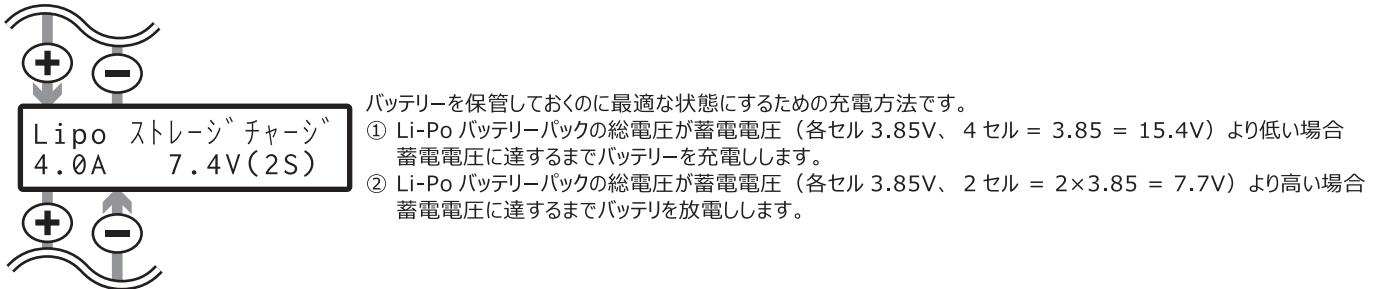 バッテリーを保管しておくのに最適な状態にするための充電方法です。
Lipo ストレージチャージ
4.0A 7.4V(2S)
① Li-Po バッテリーパックの総電圧が蓄電電圧（各セル 3.85V、4 セル = 3.85 = 15.4V）より低い場合
蓄電電圧に達するまでバッテリーを充電しします。
② Li-Po バッテリーパックの総電圧が蓄電電圧（各セル 3.85V、 2 セル = 2×3.85 = 7.7V）より高い場合
蓄電電圧に達するまでバッテリを放電しします。